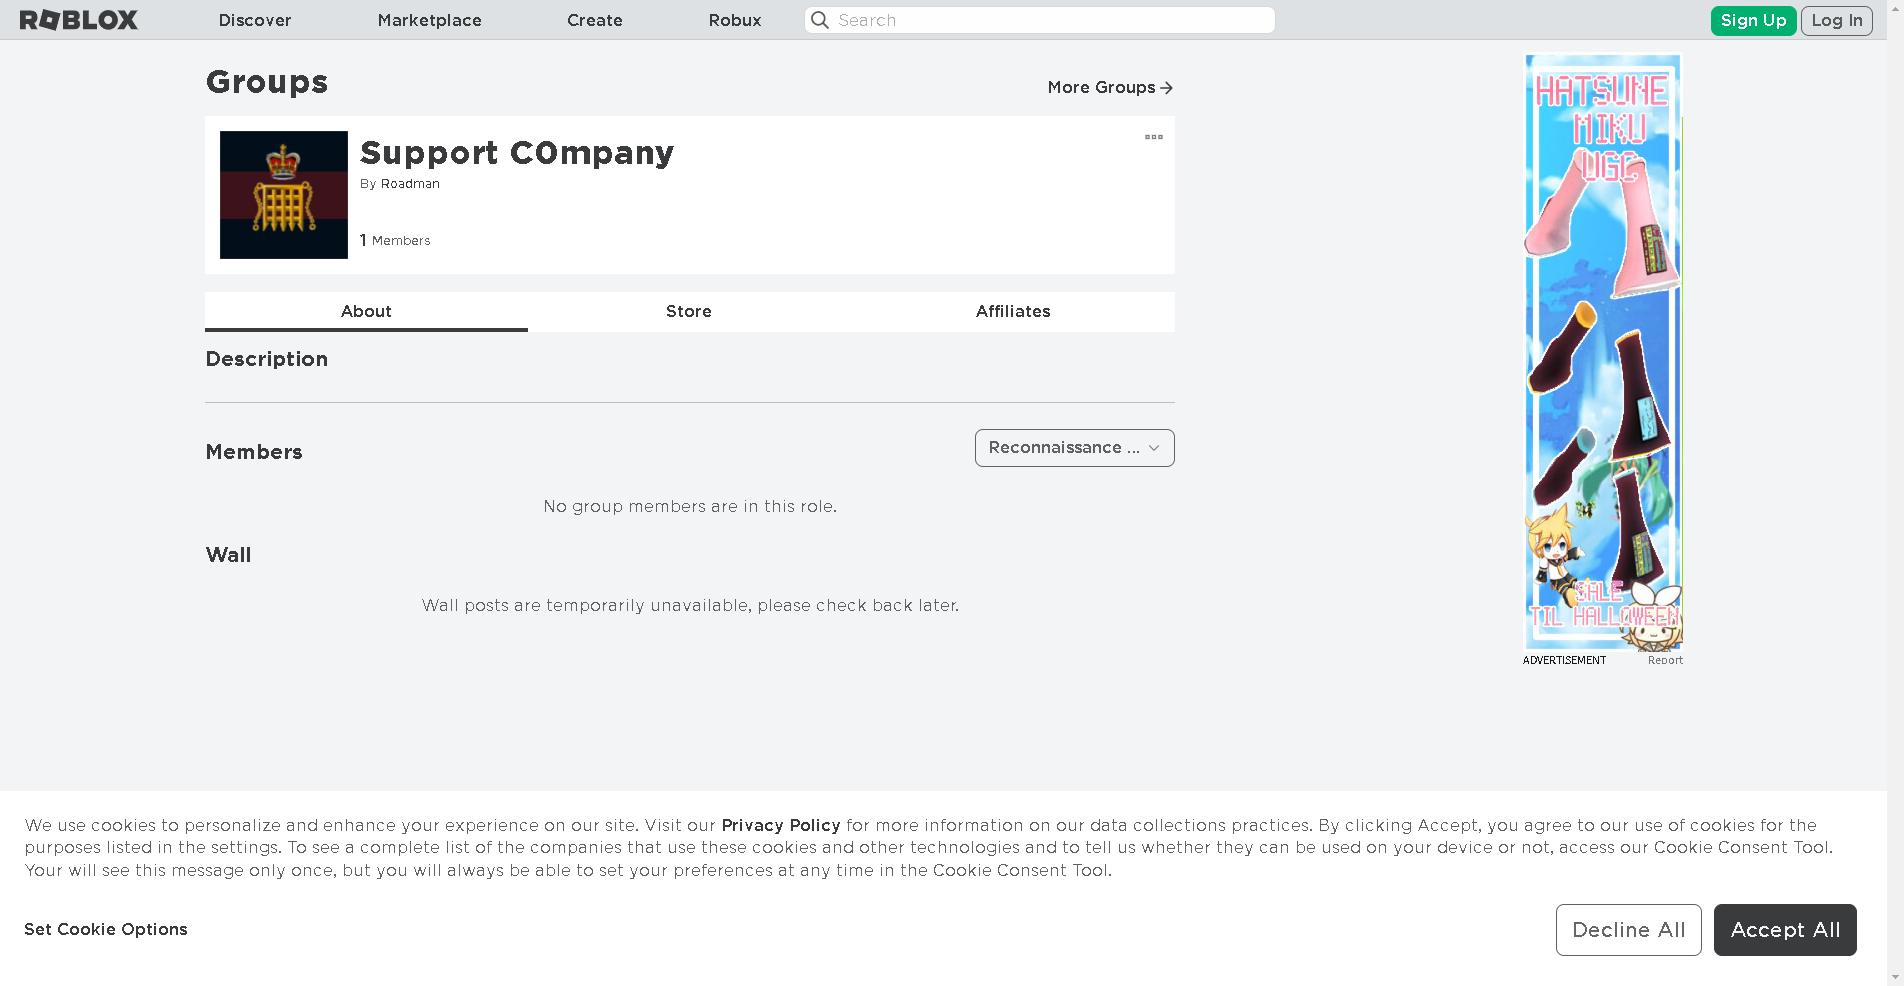 ROBLOX
Discover
Marketplace
Create
Robux
Search
Sign Up
Log In
Groups
More Groups
Support C0mpany
By Roadman
1 Members
About
Store
Affiliates
Description
Members
Reconnaissance ...
No group members are in this role.
Wall
Wall posts are temporarily unavailable, please check back later.
HATSUNE
MIKU
UGC
SALE
TIL HALLOWEEN
ADVERTISEMENT
Report
We use cookies to personalize and enhance your experience on our site. Visit our Privacy Policy for more information on our data collections practices. By clicking Accept, you agree to our use of cookies for the
purposes listed in the settings. To see a complete list of the companies that use these cookies and other technologies and to tell us whether they can be used on your device or not, access our Cookie Consent Tool.
Your will see this message only once, but you will always be able to set your preferences at any time in the Cookie Consent Tool.
Set Cookie Options
Decline All
Accept All